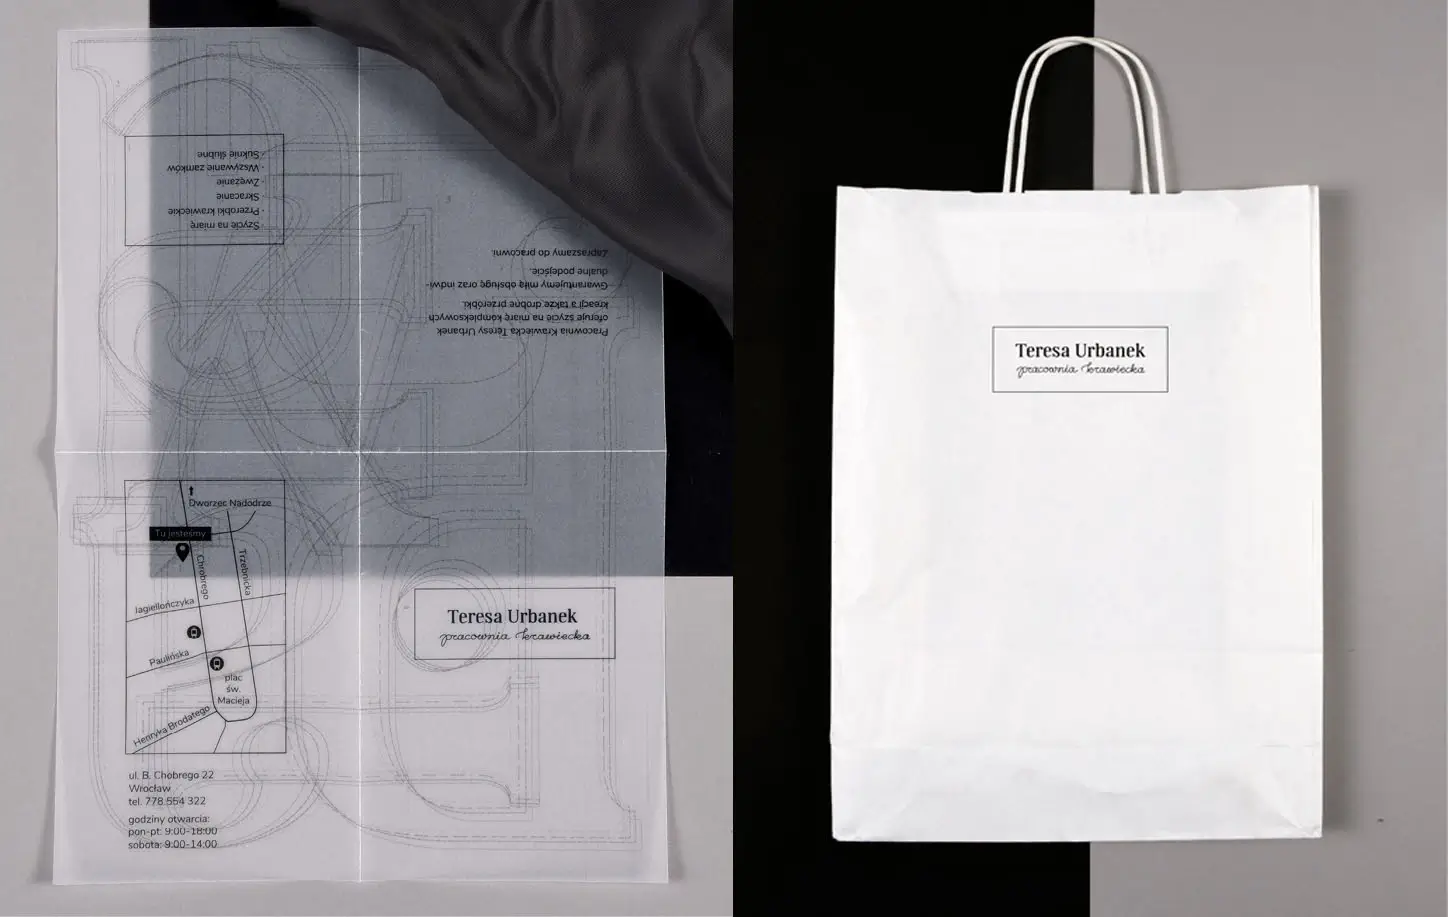 · Suknie ślubne
· Wszywanie zamków
· Zwężanie
Skracanie
· Przeróbki krawieckie
Szycie na miarę
Pracownia Krawiecka Teresy Urbanek
oferuje szycie na miarę kompleksowych
kreacji a także drobne przeróbki.
Gwarantujemy miłą obsługę oraz indwi-
dualne podejście.
Zapraszamy do pracowni.
Dworzec Nadodrze
Tu jesteśmy
Chrobrego
Trzebnicka
Jagiellończyka
Paulińska
plac
św.
Macieja
Henryka Brodatego
ul. B. Chobrego 22
Wrocław
tel. 778 554 322
godziny otwarcia:
pon-pt: 9:00-18:00
sobota: 9:00-14:00
Teresa Urbanek
pracownia krawiecka
Teresa Urbanek
pracownia krawiecka